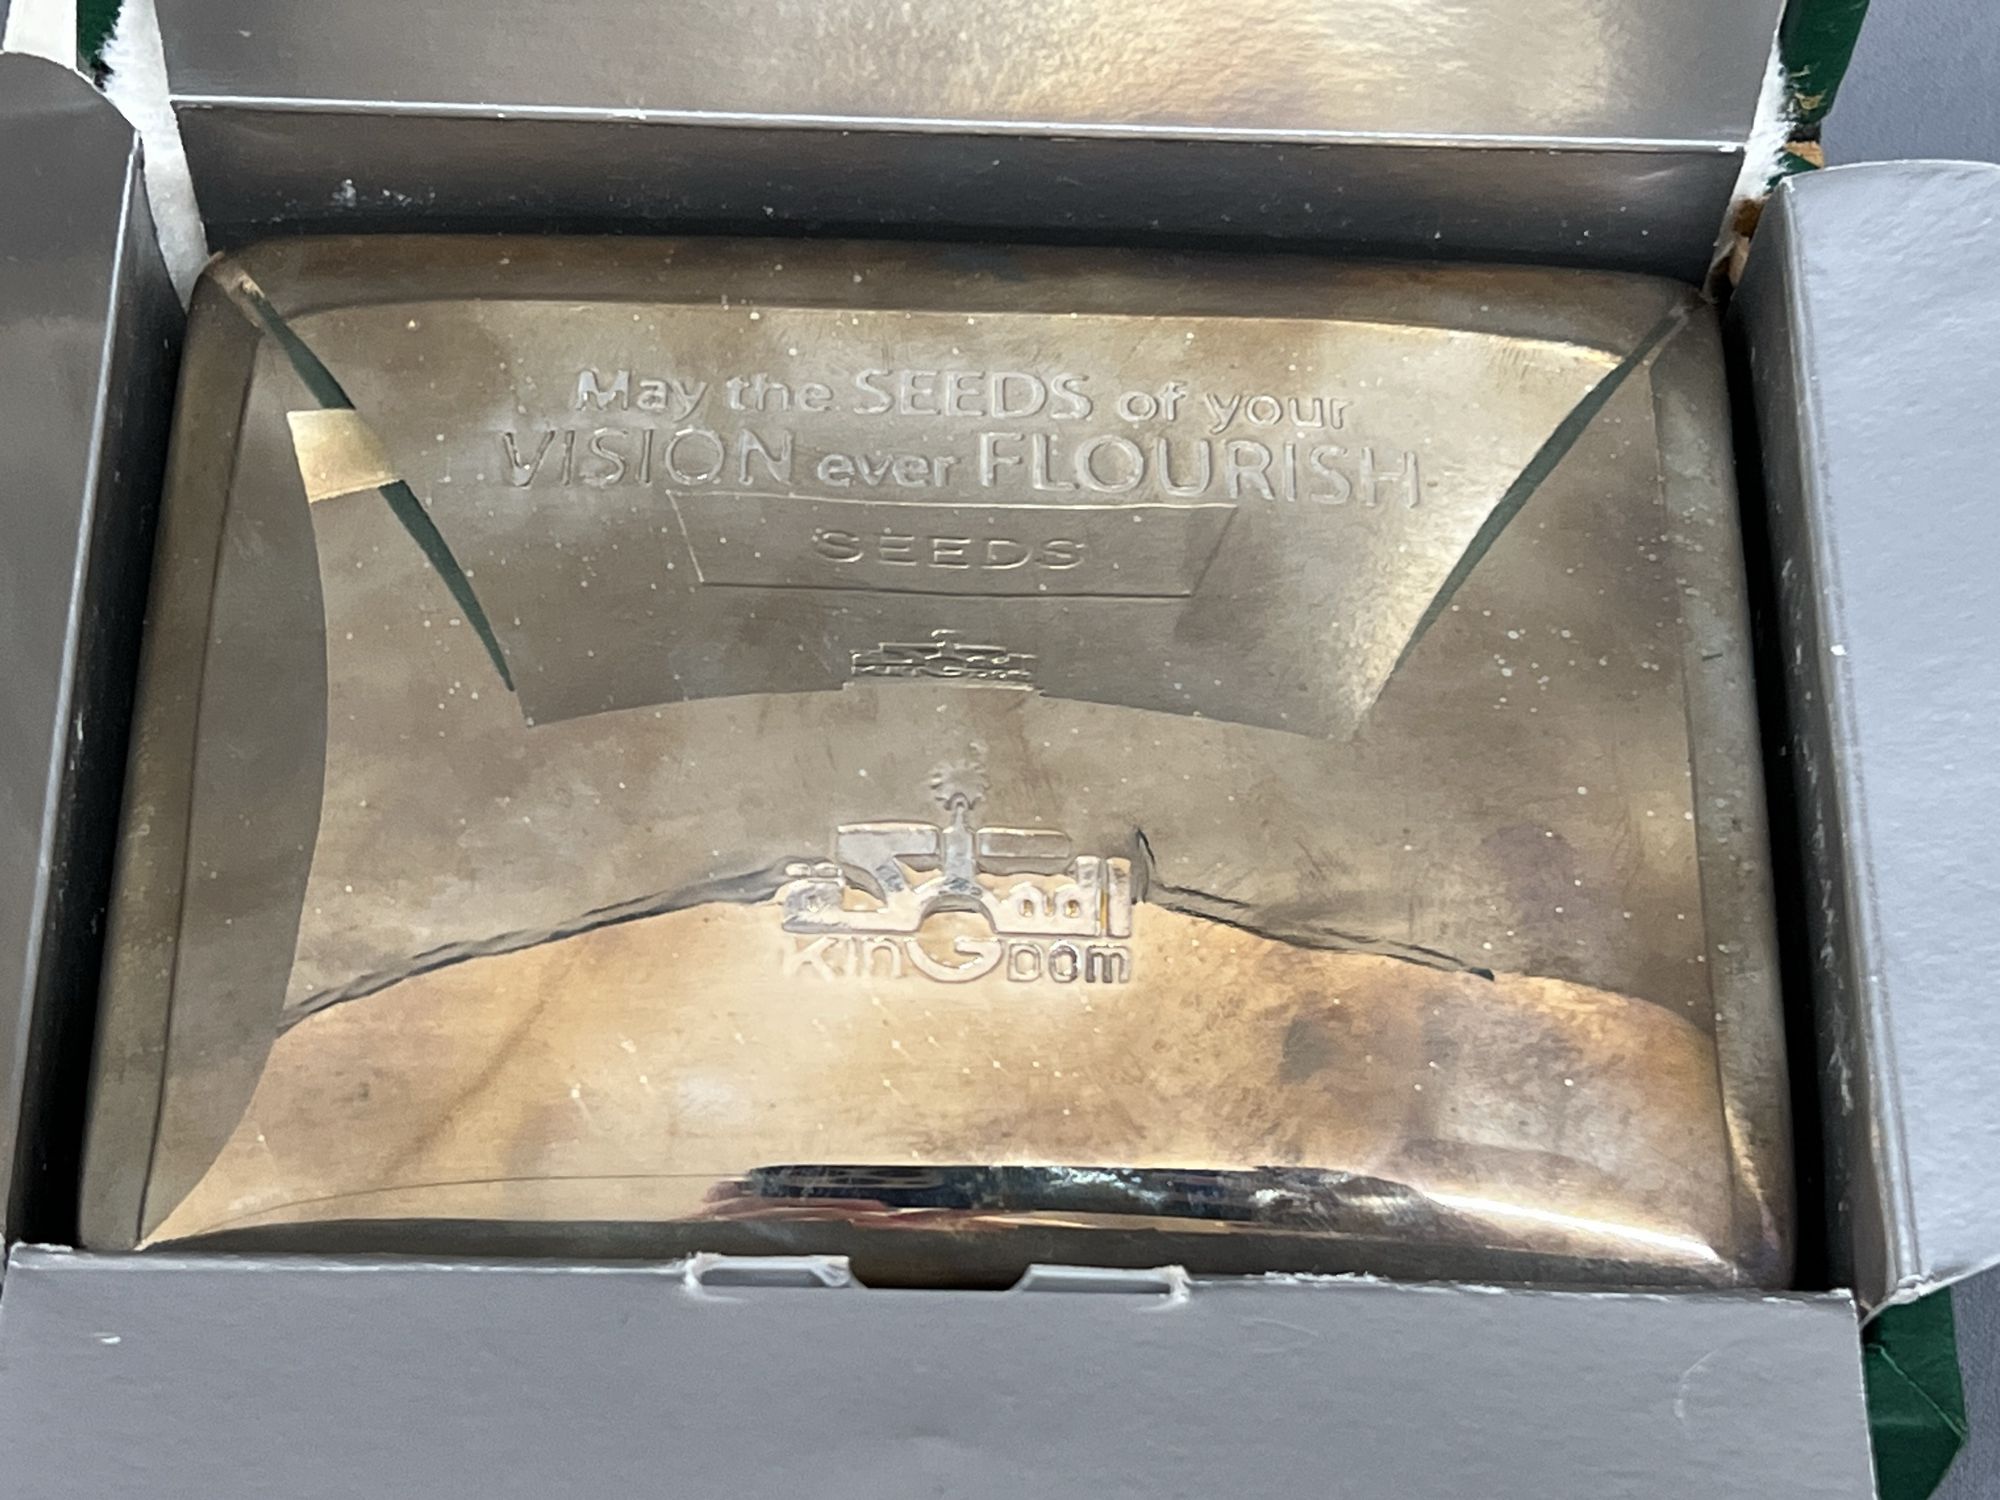 May the SEEDS of your
VISION ever FLOURISH
SEEDS
KINGDOM